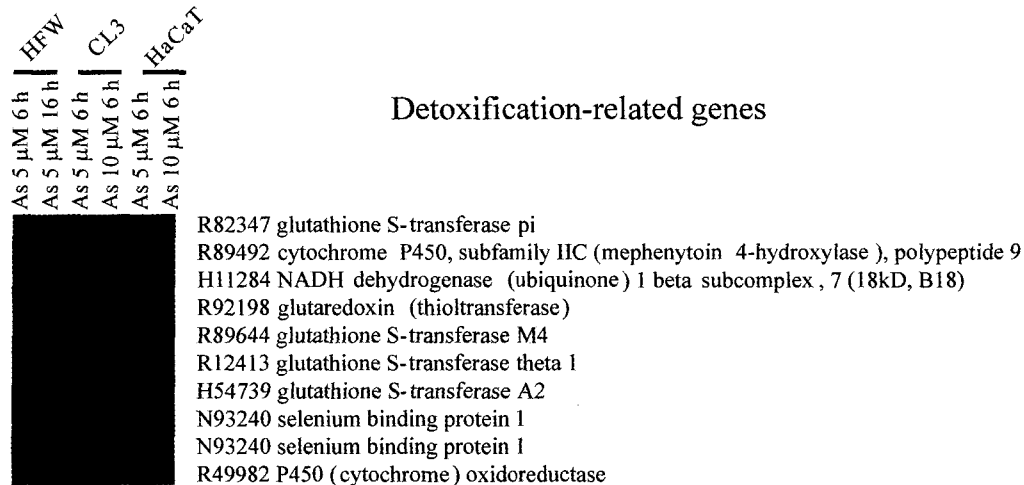 HFW
CL3
HaCaT
As 5 µM 6 h
As 5 µM 16 h
As 5 µM 6 h
As 10 µM 6 h
As 5 µM 6 h
As 10 µM 6 h
Detoxification-related genes
R82347 glutathione S-transferase pi
R89492 cytochrome P450, subfamily IIC (mephenytoin 4-hydroxylase), polypeptide 9
H11284 NADH dehydrogenase (ubiquinone) 1 beta subcomplex, 7 (18kD, B18)
R92198 glutaredoxin (thioltransferase)
R89644 glutathione S-transferase M4
R12413 glutathione S-transferase theta 1
H54739 glutathione S-transferase A2
N93240 selenium binding protein 1
N93240 selenium binding protein 1
R49982 P450 (cytochrome) oxidoreductase